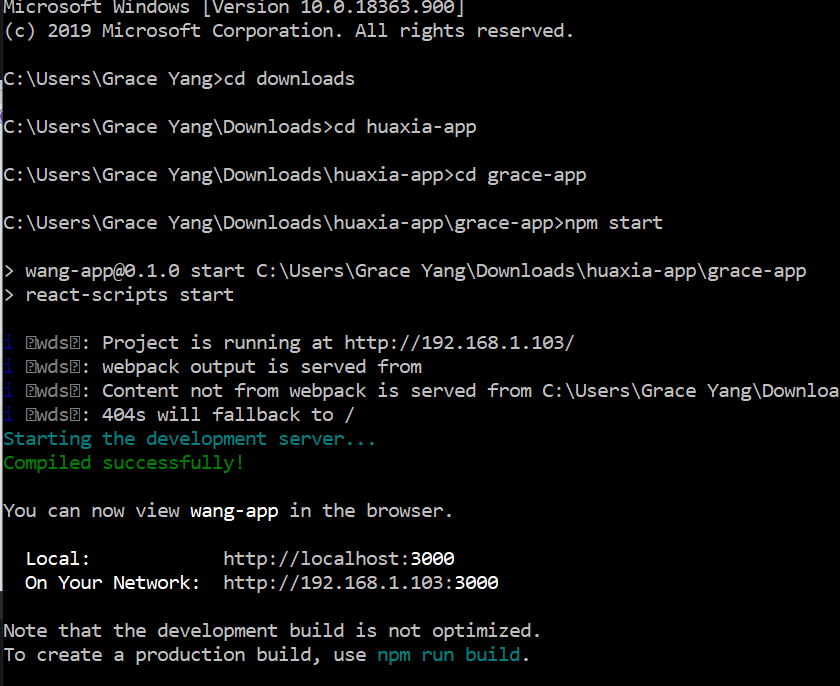 Microsoft Windows [Version 10.0.18363.900]
(c) 2019 Microsoft Corporation. All rights reserved.
C:\Users\Grace Yang>cd downloads
C:\Users\Grace Yang\Downloads>cd huaxia-app
C:\Users\Grace Yang\Downloads\huaxia-app>cd grace-app
C:\Users\Grace Yang\Downloads\huaxia-app\grace-app>npm start
> wang-app@0.1.0 start C:\Users\Grace Yang\Downloads\huaxia-app\grace-app
> react-scripts start
i ⍰wds⍰: Project is running at http://192.168.1.103/
i ⍰wds⍰: webpack output is served from
i ⍰wds⍰: Content not from webpack is served from C:\Users\Grace Yang\Downloa
i ⍰wds⍰: 404s will fallback to /
Starting the development server...
Compiled successfully!
You can now view wang-app in the browser.
Local: http://localhost:3000
On Your Network: http://192.168.1.103:3000
Note that the development build is not optimized.
To create a production build, use npm run build.